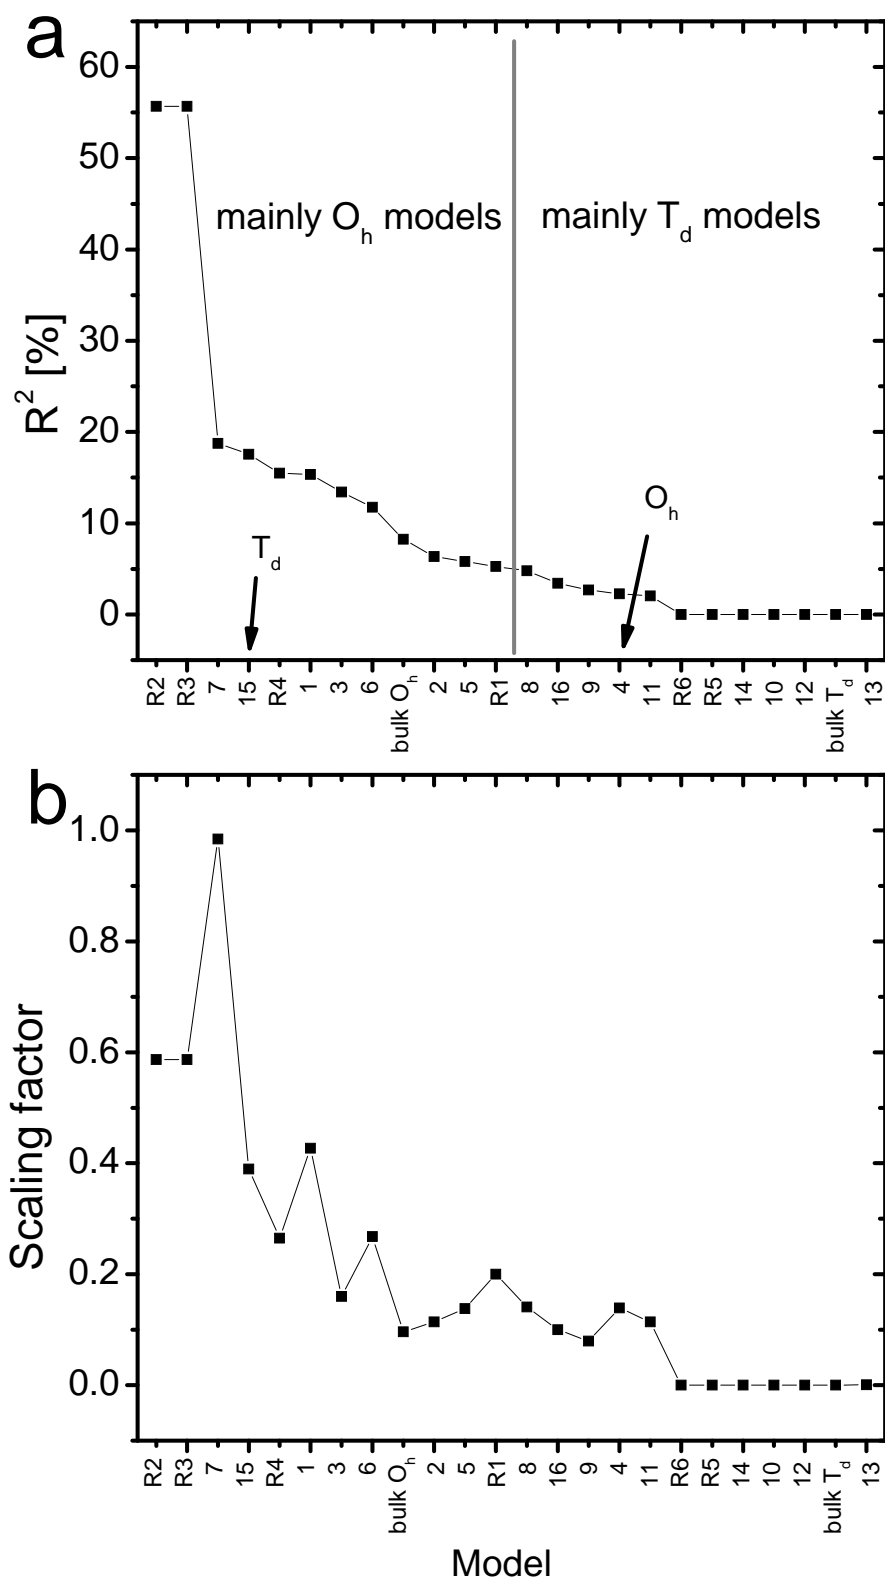 a
60
50
40
30
20
10
0
R² [%]
mainly Oₕ models
mainly T_d models
T_d
Oₕ
R2 R3 7 15 R4 1 3 6 bulk Oₕ 2 5 R1 8 16 9 4 11 R6 R5 14 10 12 bulk T_d 13
b
1.0
0.8
0.6
0.4
0.2
0.0
Scaling factor
R2 R3 7 15 R4 1 3 6 bulk Oₕ 2 5 R1 8 16 9 4 11 R6 R5 14 10 12 bulk T_d 13
Model